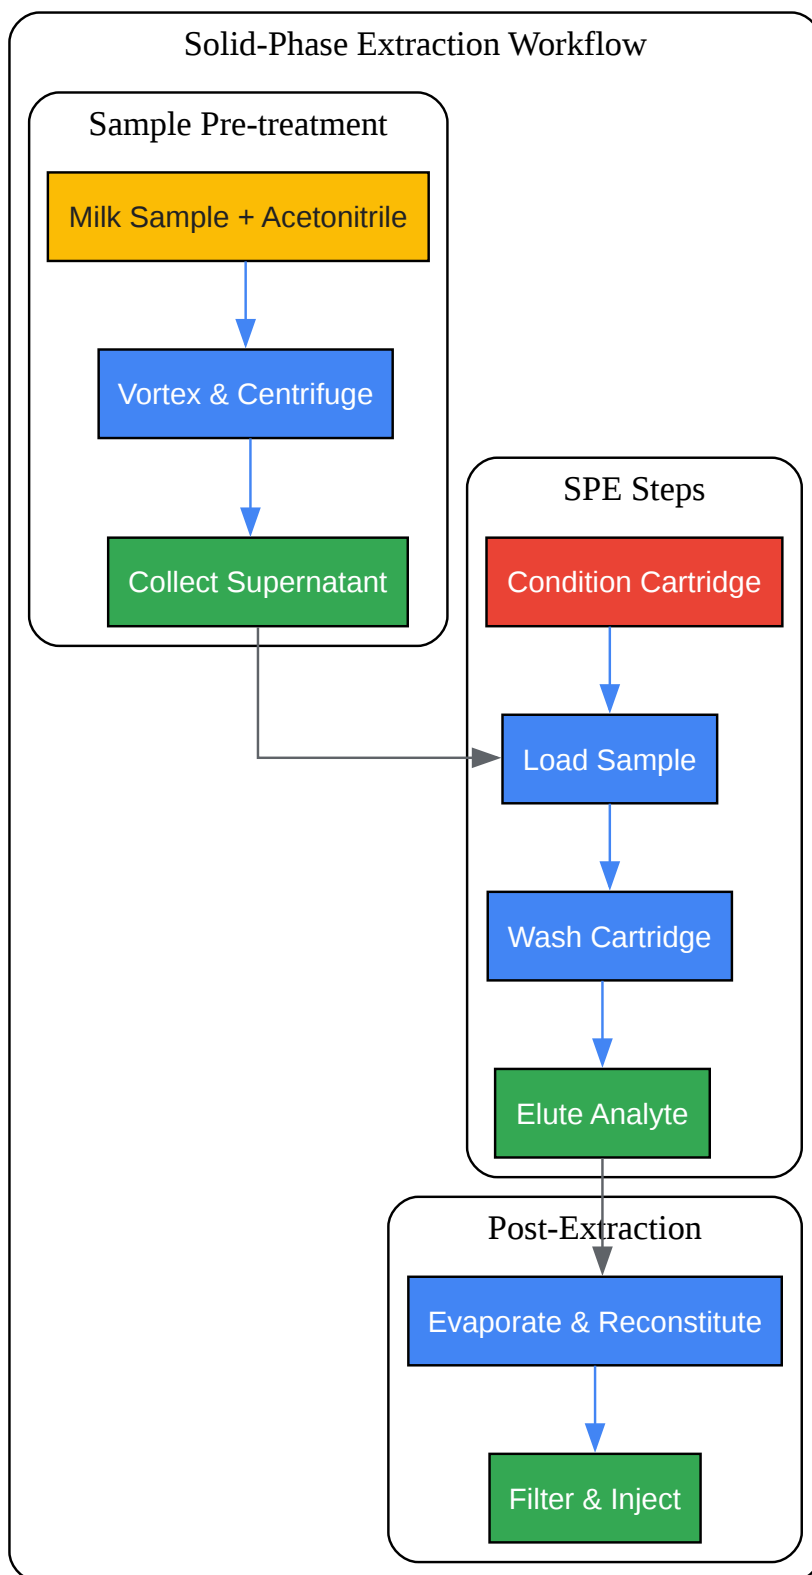 Solid-Phase Extraction Workflow
Sample Pre-treatment
Milk Sample + Acetonitrile
Vortex & Centrifuge
Collect Supernatant
SPE Steps
Condition Cartridge
Load Sample
Wash Cartridge
Elute Analyte
Post-Extraction
Evaporate & Reconstitute
Filter & Inject